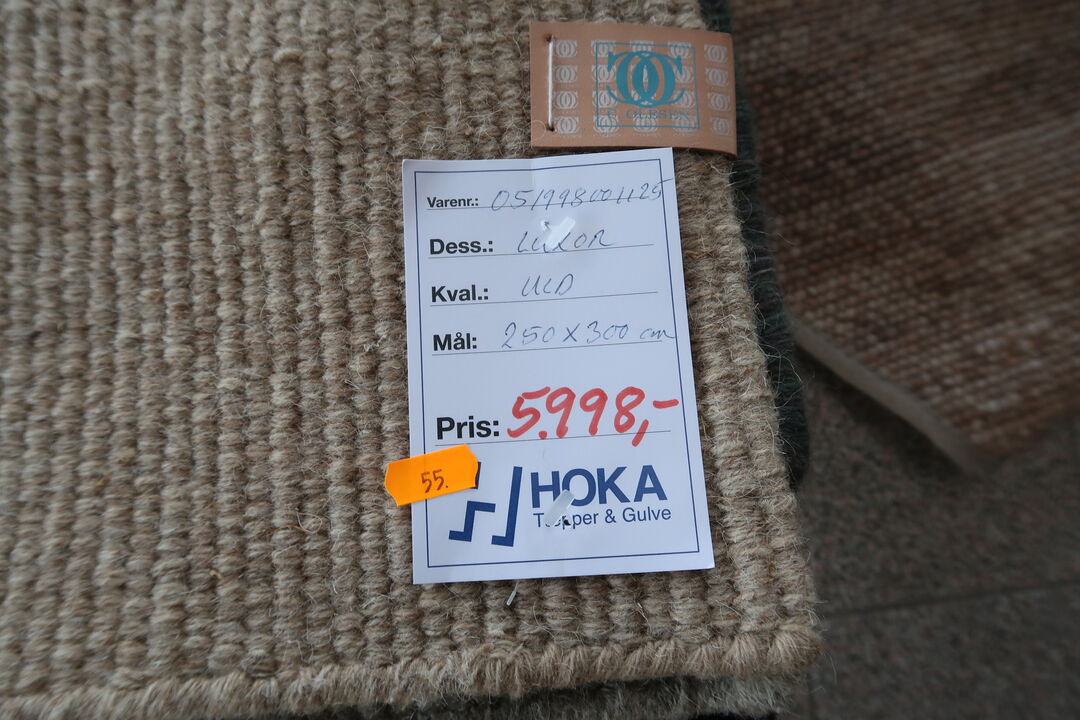 Varenr.: 051998001125
Dess.: LUXOR
Kval.: ULD
Mål: 250 X 300 cm
Pris: 5.998,-
55.
HOKA
Tæpper & Gulve